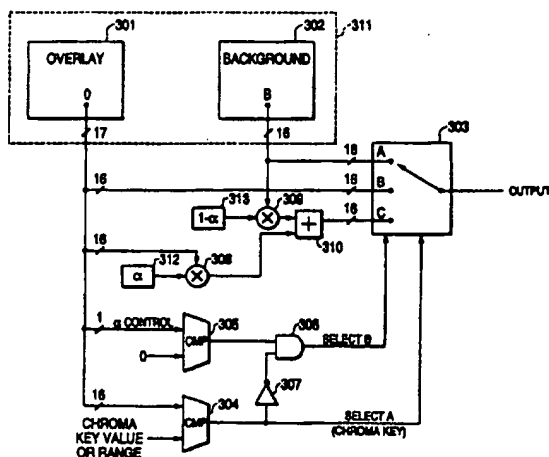 301
302
311
OVERLAY
BACKGROUND
0
B
17
16
303
16
A
16
16
B
OUTPUT
313
1-α
309
16
C
310
16
312
α
308
1
α CONTROL
305
306
0
CMP
SELECT B
307
16
304
CHROMA
KEY VALUE
OR RANGE
CMP
SELECT A
(CHROMA KEY)